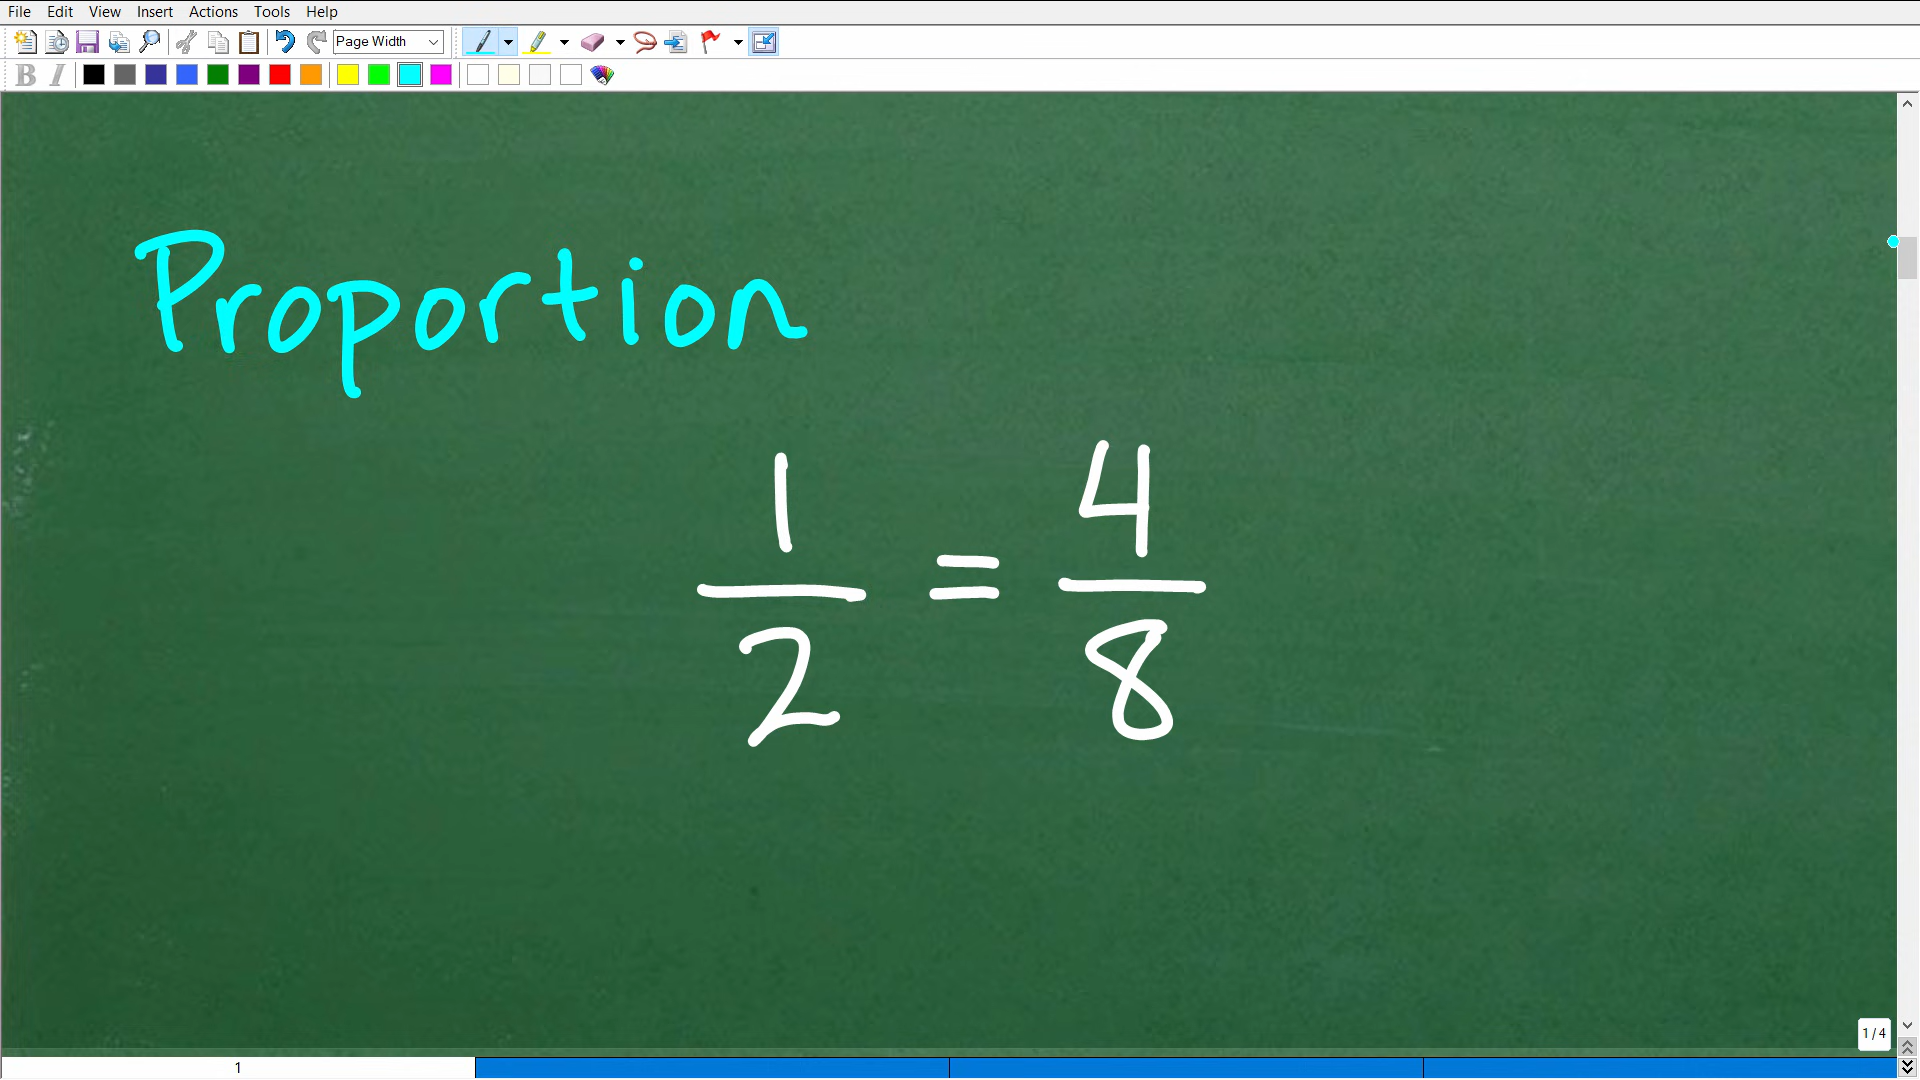 File Edit View Insert Actions Tools Help
Page Width
B I
Proportion
1/2 = 4/8
1 / 4
1